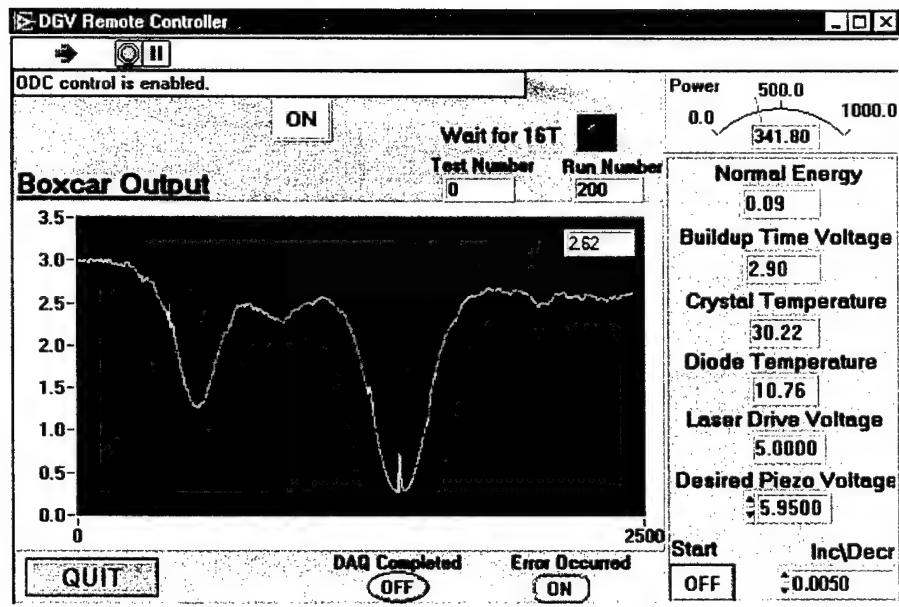 DGV Remote Controller
ODC control is enabled.
ON
Wait for 16T
Test Number
Run Number
0
200
Boxcar Output
3.5
3.0
2.5
2.0
1.5
1.0
0.5
0.0
0
2500
2.62
Power
0.0
500.0
1000.0
341.80
Normal Energy
0.09
Buildup Time Voltage
2.90
Crystal Temperature
30.22
Diode Temperature
10.76
Laser Drive Voltage
5.0000
Desired Piezo Voltage
5.9500
QUIT
DAQ Completed
OFF
Error Occurred
ON
Start
OFF
Inc\Decr
0.0050